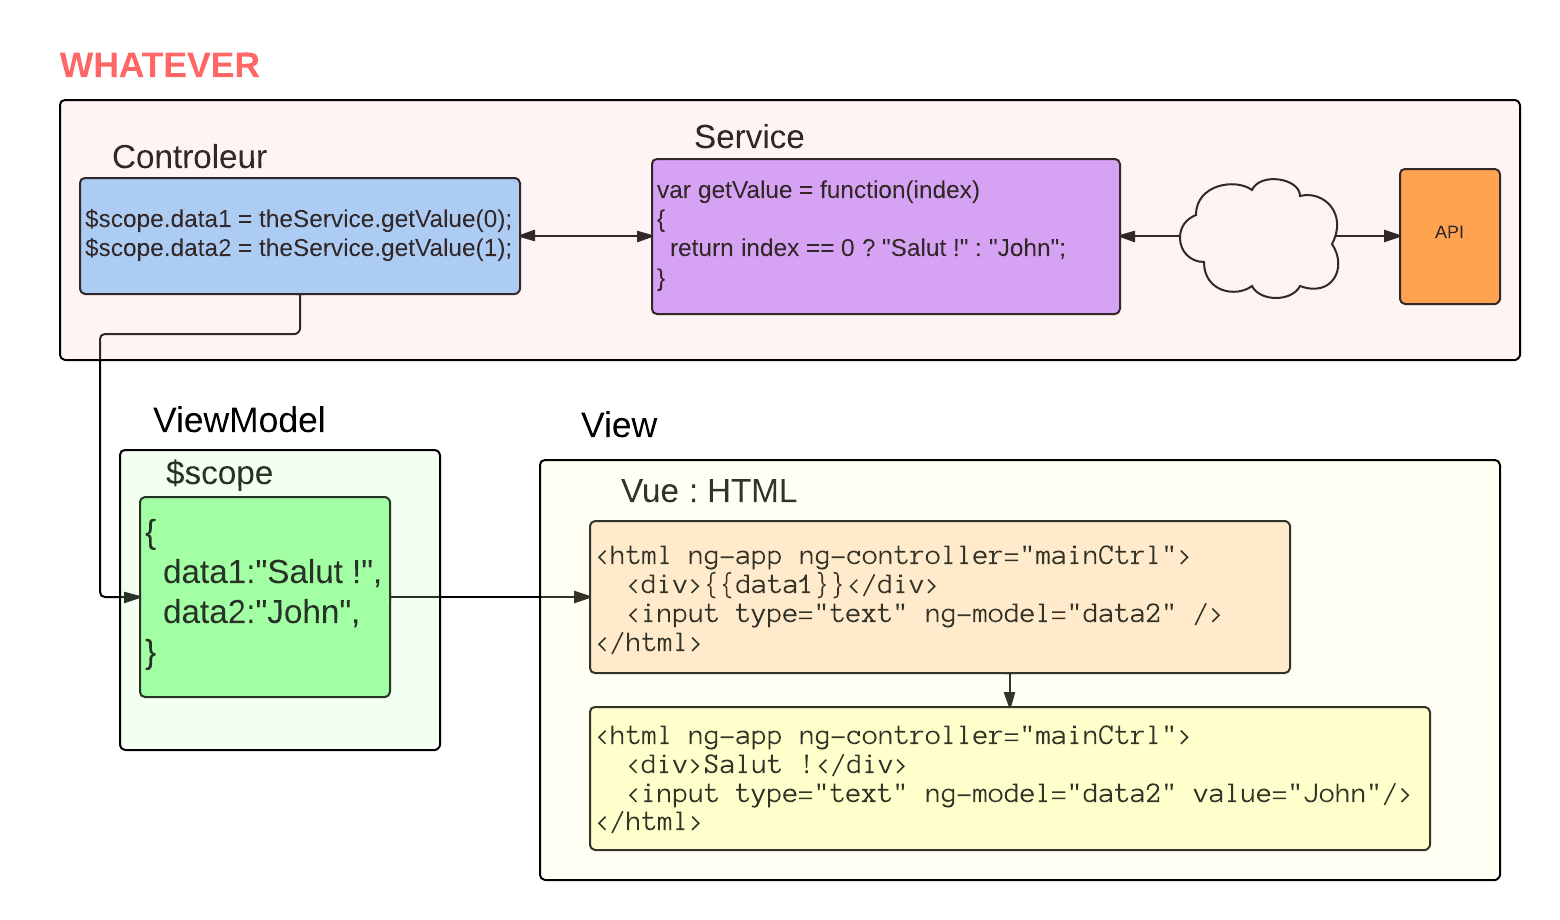 WHATEVER
Controleur
$scope.data1 = theService.getValue(0);
$scope.data2 = theService.getValue(1);
Service
var getValue = function(index)
{
  return index == 0 ? "Salut !" : "John";
}
API
ViewModel
$scope
{
  data1:"Salut !",
  data2:"John",
}
View
Vue : HTML
<html ng-app ng-controller="mainCtrl">
  <div>{{data1}}</div>
  <input type="text" ng-model="data2" />
</html>
<html ng-app ng-controller="mainCtrl">
  <div>Salut !</div>
  <input type="text" ng-model="data2" value="John"/>
</html>